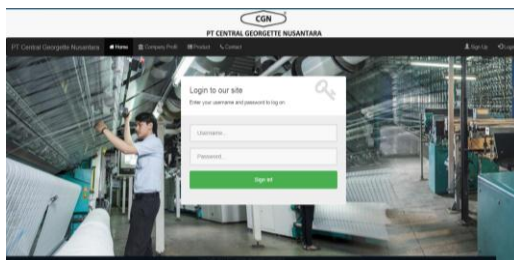 CGN
PT CENTRAL GEORGETTE NUSANTARA
PT Central Georgette Nusantara Home Company Profil Product Contact Sign Up Login
Login to our site
Enter your username and password to log on
Username...
Password...
Sign in!